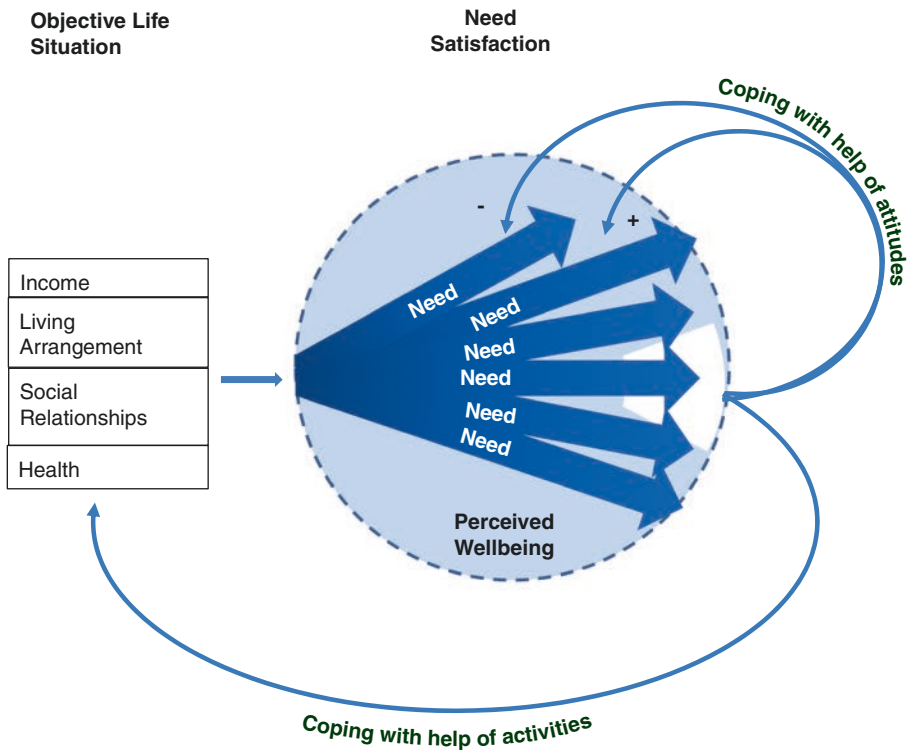 Objective Life
Situation
Need
Satisfaction
Coping with help of attitudes
-
+
Income
Living
Arrangement
Social
Relationships
Health
Need
Need
Need
Need
Need
Need
Perceived
Wellbeing
Coping with help of activities